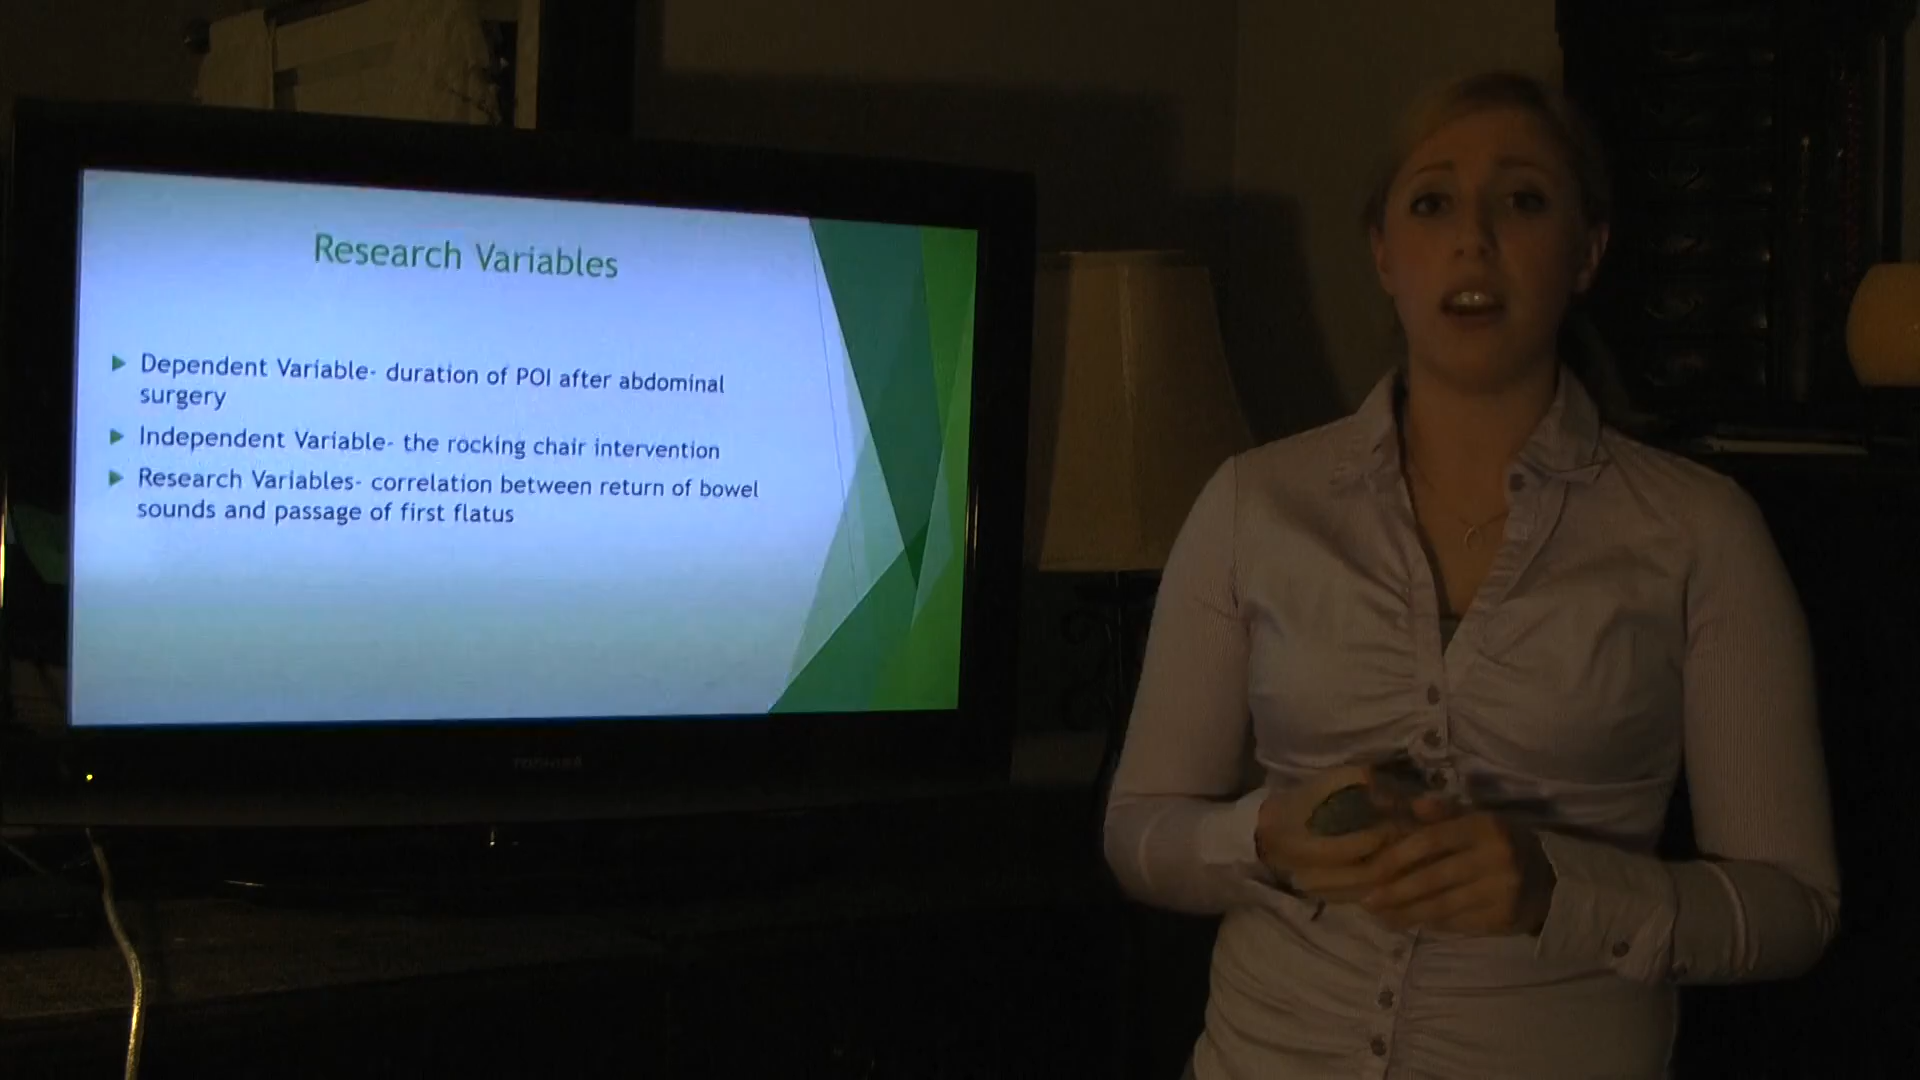 Research Variables
Dependent Variable- duration of POI after abdominal
surgery
Independent Variable- the rocking chair intervention
Research Variables- correlation between return of bowel
sounds and passage of first flatus
TOSHIBA